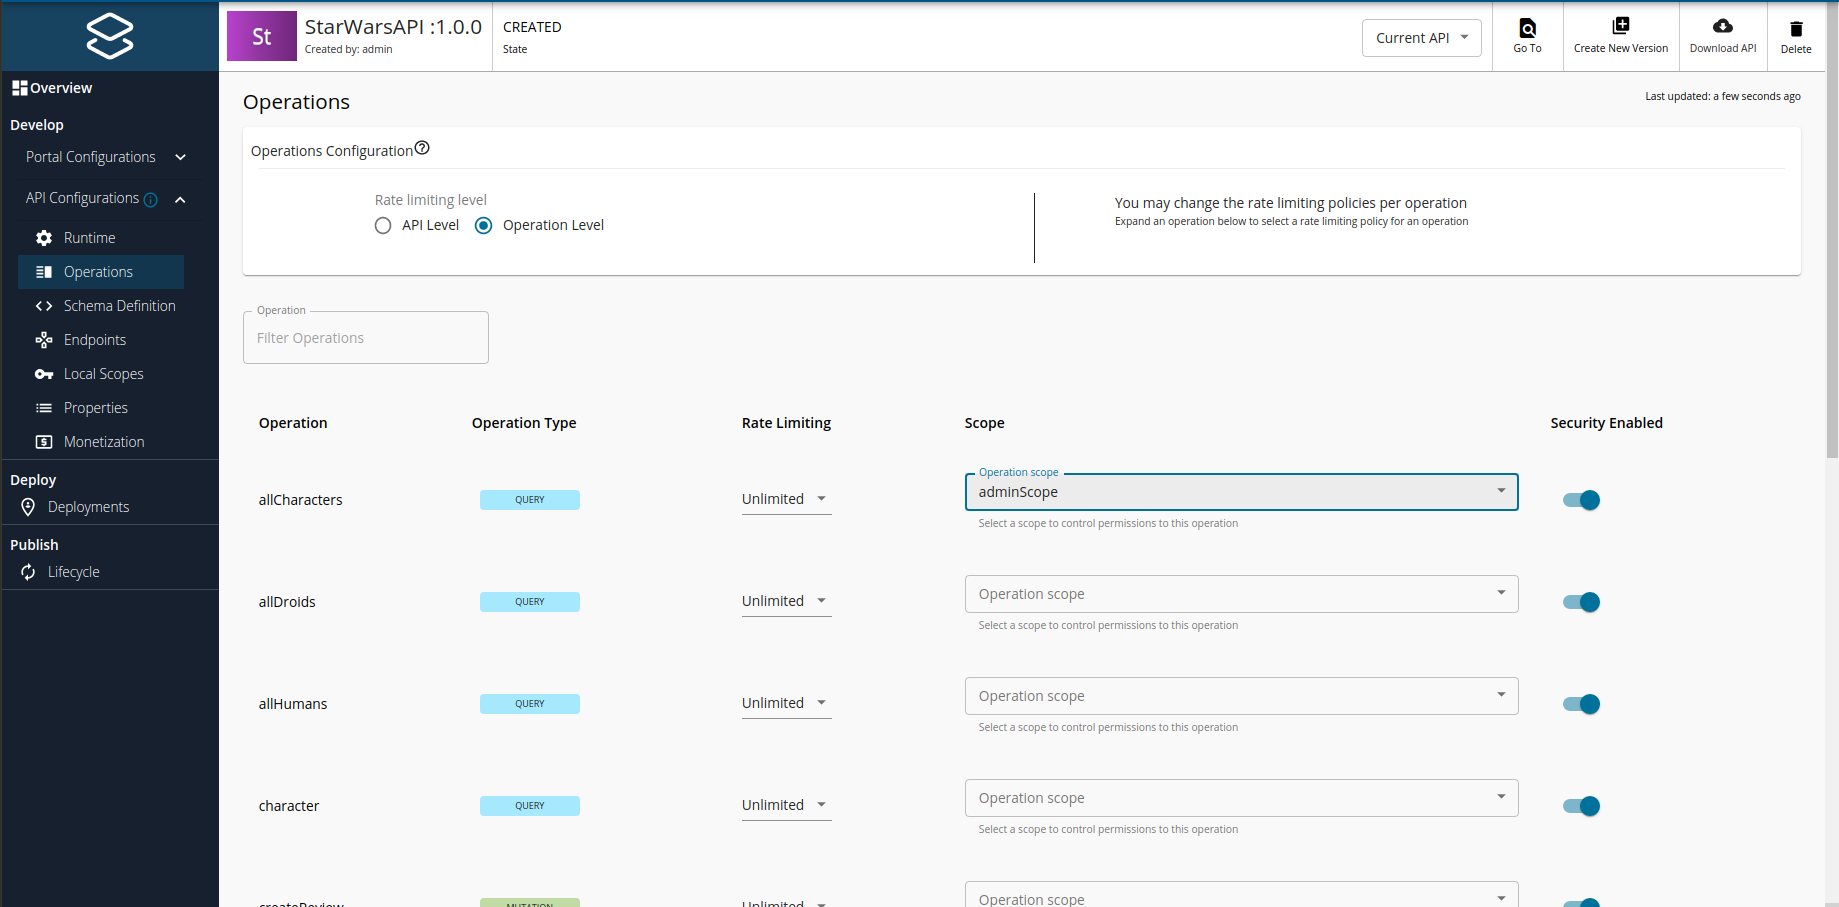 St
StarWarsAPI :1.0.0
Created by: admin
CREATED
State
Current API
Go To
Create New Version
Download API
Delete
Overview
Develop
Portal Configurations
API Configurations
Runtime
Operations
Schema Definition
Endpoints
Local Scopes
Properties
Monetization
Deploy
Deployments
Publish
Lifecycle
Operations
Last updated: a few seconds ago
Operations Configuration
Rate limiting level
API Level
Operation Level
You may change the rate limiting policies per operation
Expand an operation below to select a rate limiting policy for an operation
Operation
Filter Operations
Operation Operation Type Rate Limiting Scope Security Enabled
Operation scope
allCharacters QUERY Unlimited adminScope
Select a scope to control permissions to this operation
allDroids QUERY Unlimited Operation scope
Select a scope to control permissions to this operation
allHumans QUERY Unlimited Operation scope
Select a scope to control permissions to this operation
character QUERY Unlimited Operation scope
Select a scope to control permissions to this operation
createReview MUTATION Unlimited Operation scope